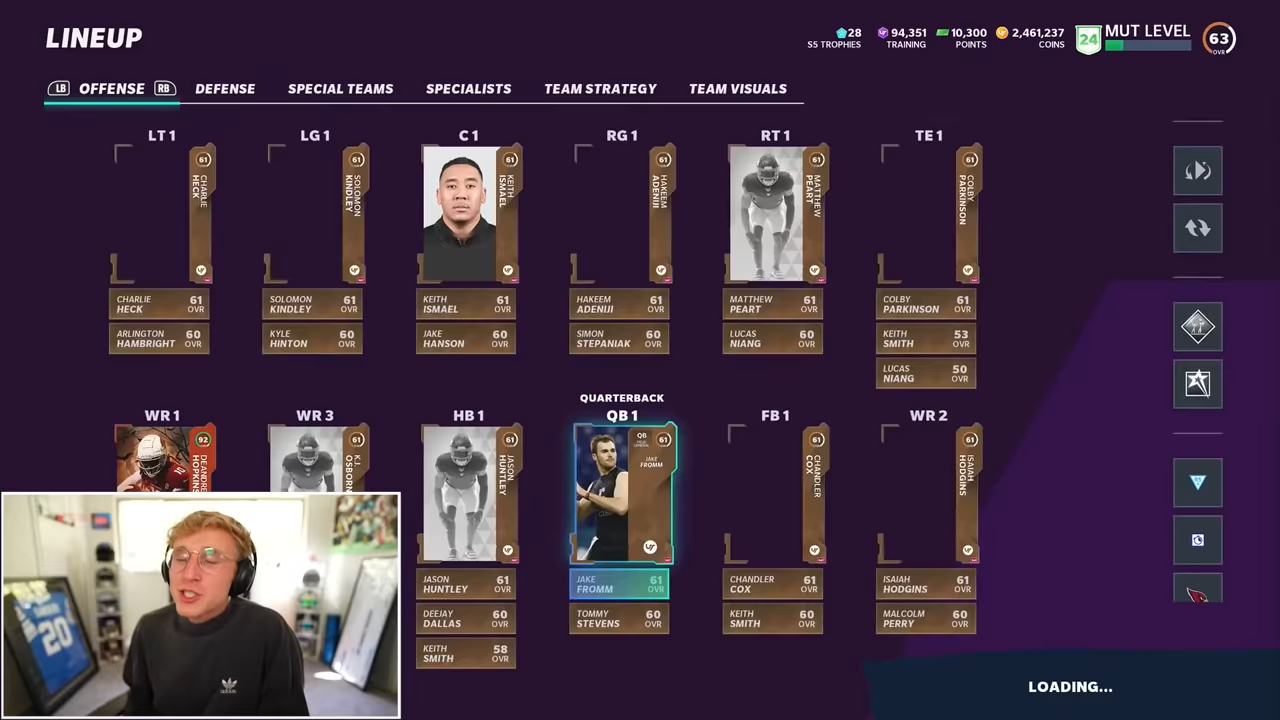 LINEUP
28
S5 TROPHIES
94,351
TRAINING
10,300
POINTS
2,461,237
COINS
24
MUT LEVEL
63
OVR
LB OFFENSE RB DEFENSE SPECIAL TEAMS SPECIALISTS TEAM STRATEGY TEAM VISUALS
LT 1
61
CHARLIE HECK
CHARLIE HECK 61 OVR
ARLINGTON HAMBRIGHT 60 OVR
LG 1
61
SOLOMON KINDLEY
SOLOMON KINDLEY 61 OVR
KYLE HINTON 60 OVR
C 1
61
KEITH ISMAEL
KEITH ISMAEL 61 OVR
JAKE HANSON 60 OVR
RG 1
61
HAKEEM ADENIJI
HAKEEM ADENIJI 61 OVR
SIMON STEPANIAK 60 OVR
RT 1
61
MATTHEW PEART
MATTHEW PEART 61 OVR
LUCAS NIANG 60 OVR
TE 1
61
COLBY PARKINSON
COLBY PARKINSON 61 OVR
KEITH SMITH 53 OVR
LUCAS NIANG 50 OVR
WR 1
92
DEANDRE HOPKINS
WR 3
61
K.J. OSBORN
HB 1
61
JASON HUNTLEY
JASON HUNTLEY 61 OVR
DEEJAY DALLAS 60 OVR
KEITH SMITH 58 OVR
QUARTERBACK
QB 1
QB
61
JAKE FROMM
JAKE FROMM 61 OVR
TOMMY STEVENS 60 OVR
FB 1
61
CHANDLER COX
CHANDLER COX 61 OVR
KEITH SMITH 60 OVR
WR 2
61
ISAIAH HODGINS
ISAIAH HODGINS 61 OVR
MALCOLM PERRY 60 OVR
20
adidas
LOADING...